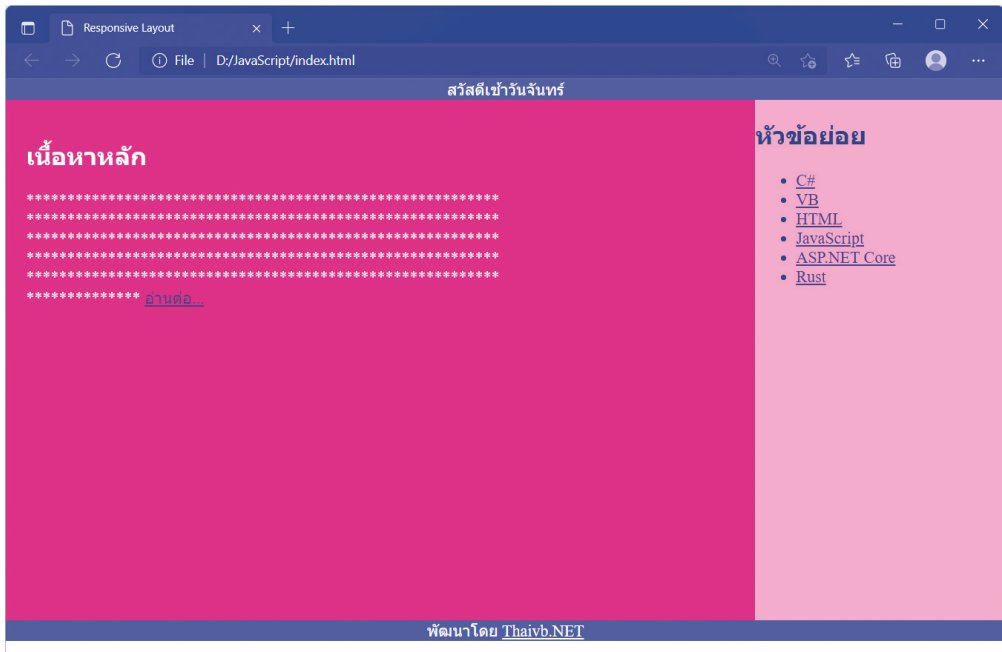 Responsive Layout
File | D:/JavaScript/index.html
สวัสดีเช้าวันจันทร์
เนื้อหาหลัก
**********************************************************
**********************************************************
**********************************************************
**********************************************************
**********************************************************
************** อ่านต่อ...
หัวข้อย่อย
C#
VB
HTML
JavaScript
ASP.NET Core
Rust
พัฒนาโดย Thaivb.NET